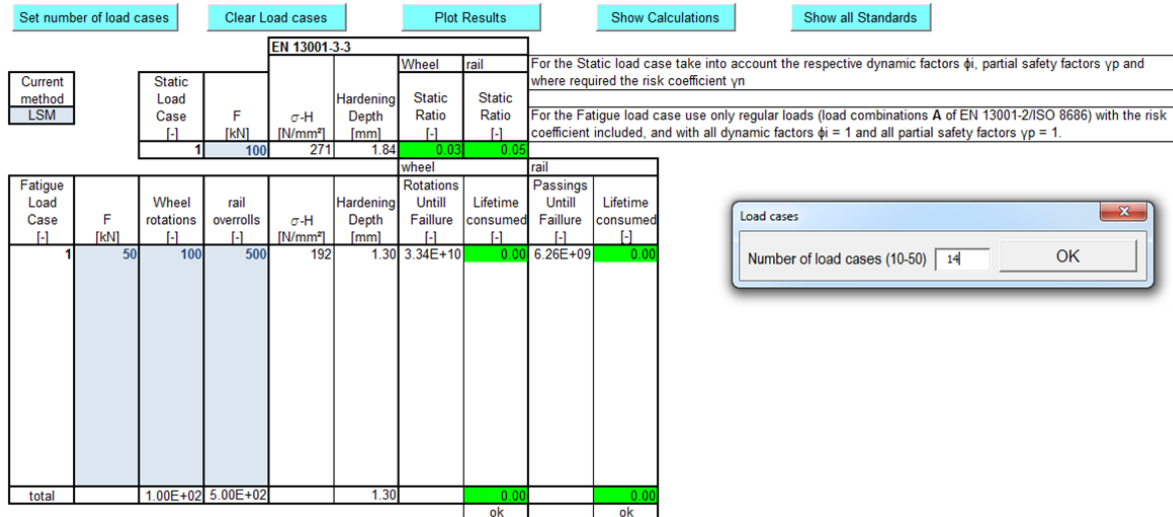 Set number of load cases Clear Load cases Plot Results Show Calculations Show all Standards
EN 13001-3-3
Wheel rail
Current method LSM
Static Load Case [-] F [kN] σ-H [N/mm²] Hardening Depth [mm] Static Ratio [-] Static Ratio [-]
1 100 271 1.84 0.03 0.05
For the Static load case take into account the respective dynamic factors ϕi, partial safety factors γp and
where required the risk coefficient γn
For the Fatigue load case use only regular loads (load combinations A of EN 13001-2/ISO 8686) with the risk
coefficient included, and with all dynamic factors ϕi = 1 and all partial safety factors γp = 1.
wheel rail
Fatigue Load Case [-] F [kN] Wheel rotations [-] rail overrolls [-] σ-H [N/mm²] Hardening Depth [mm] Rotations Untill Faillure [-] Lifetime consumed [-] Passings Untill Faillure [-] Lifetime consumed [-]
1 50 100 500 192 1.30 3.34E+10 0.00 6.26E+09 0.00
total 1.00E+02 5.00E+02 1.30 0.00 0.00
ok ok
Load cases
Number of load cases (10-50) 14 OK